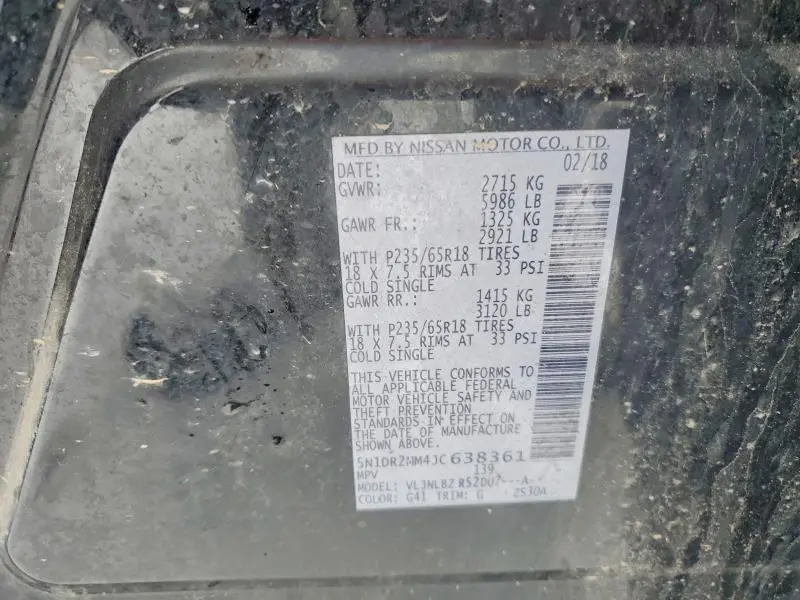 MFD BY NISSAN MOTOR CO., LTD.
DATE: 02/18
GVWR: 2715 KG
5986 LB
GAWR FR.: 1325 KG
2921 LB
WITH P235/65R18 TIRES
18 X 7.5 RIMS AT 33 PSI
COLD SINGLE
GAWR RR.: 1415 KG
3120 LB
WITH P235/65R18 TIRES
18 X 7.5 RIMS AT 33 PSI
COLD SINGLE
THIS VEHICLE CONFORMS TO
ALL APPLICABLE FEDERAL
MOTOR VEHICLE SAFETY AND
THEFT PREVENTION
STANDARDS IN EFFECT ON
THE DATE OF MANUFACTURE
SHOWN ABOVE.
5N1DR2MM4JC638361
MPV 139
MODEL:
COLOR: G41 TRIM: G